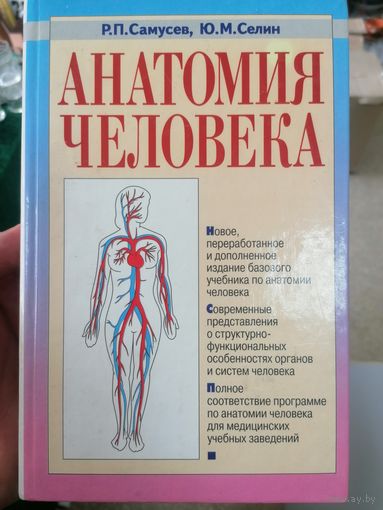 Р.П.Самусев, Ю.М.Селин
АНАТОМИЯ
ЧЕЛОВЕКА
Новое,
переработанное
и дополненное
издание базового
учебника по анатомии
человека
Современные
представления
о структурно-
функциональных
особенностях органов
и систем человека
Полное
соответствие программе
по анатомии человека
для медицинских
учебных заведений